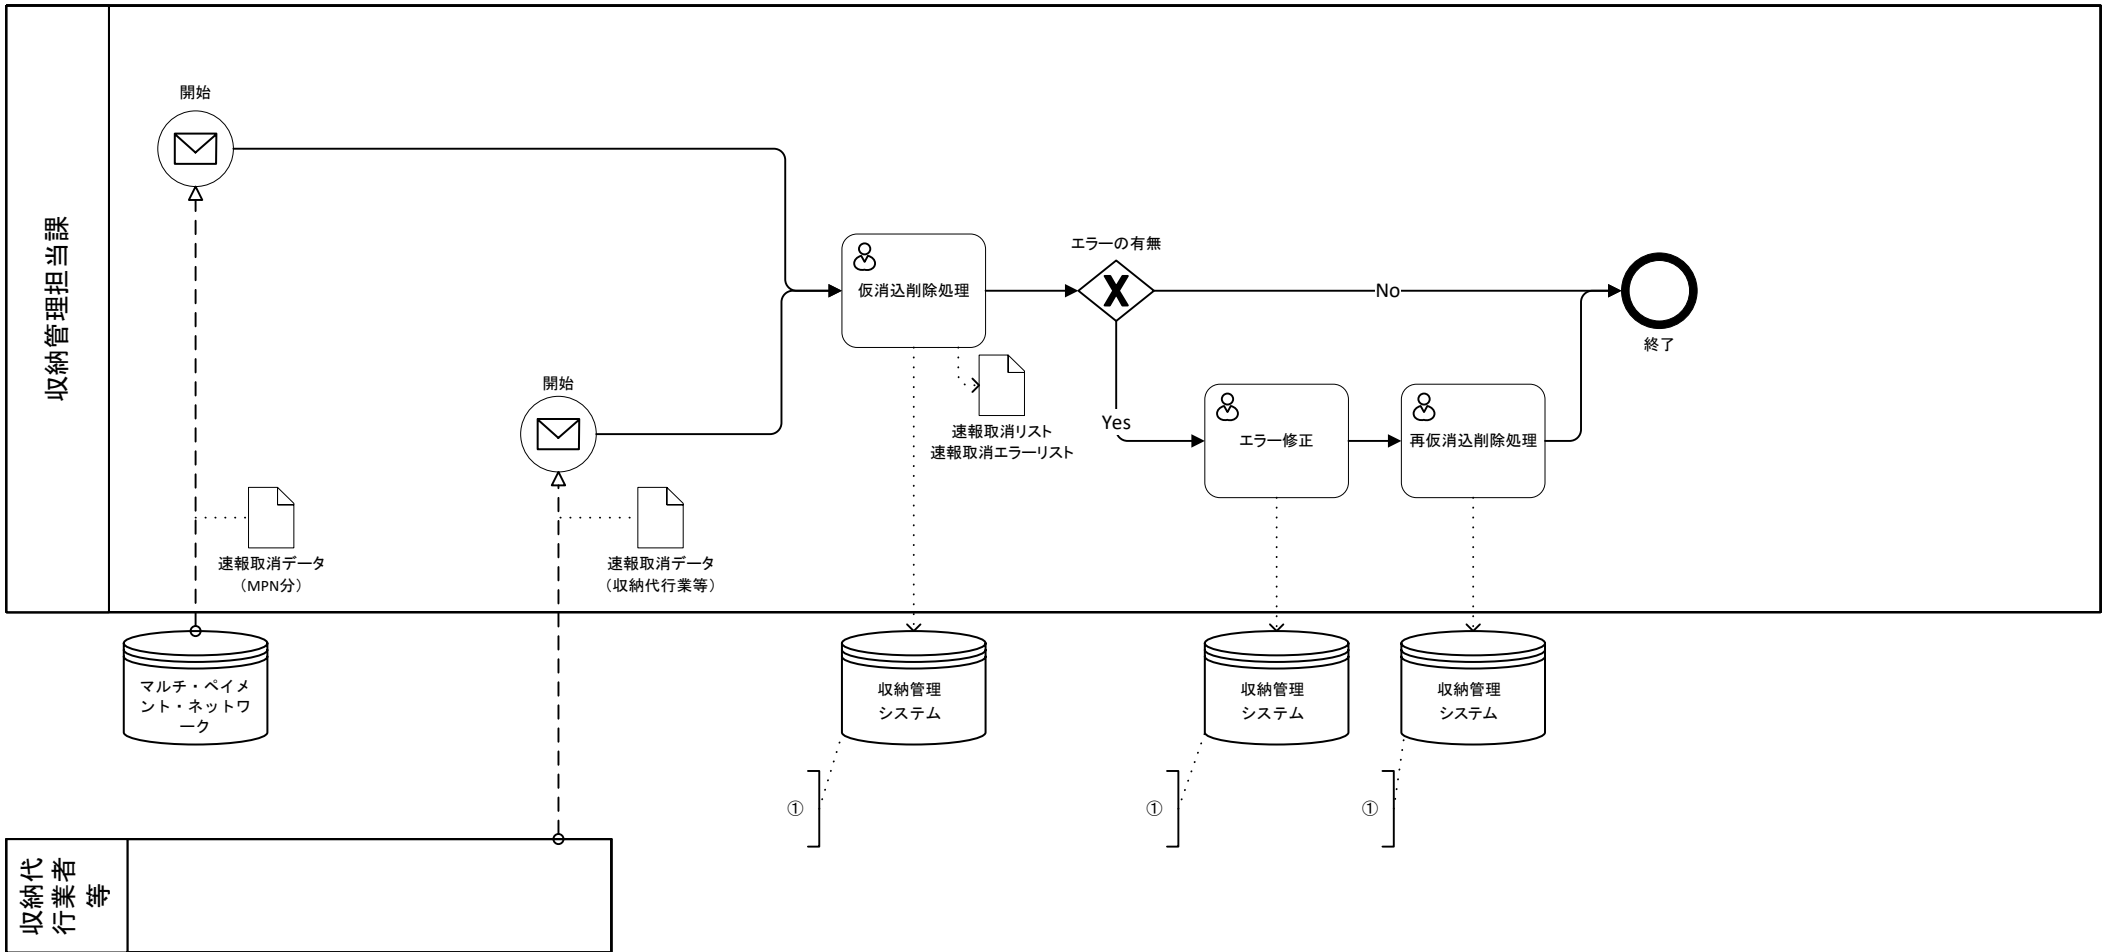 収納管理担当課
開始
開始
仮消込削除処理
エラーの有無
No
Yes
終了
速報取消リスト
速報取消エラーリスト
エラー修正
再仮消込削除処理
速報取消データ
（MPN分）
速報取消データ
（収納代行業等）
マルチ・ペイメ
ント・ネットワ
ーク
収納管理
システム
収納管理
システム
収納管理
システム
①
①
①
収納代
行業者
等